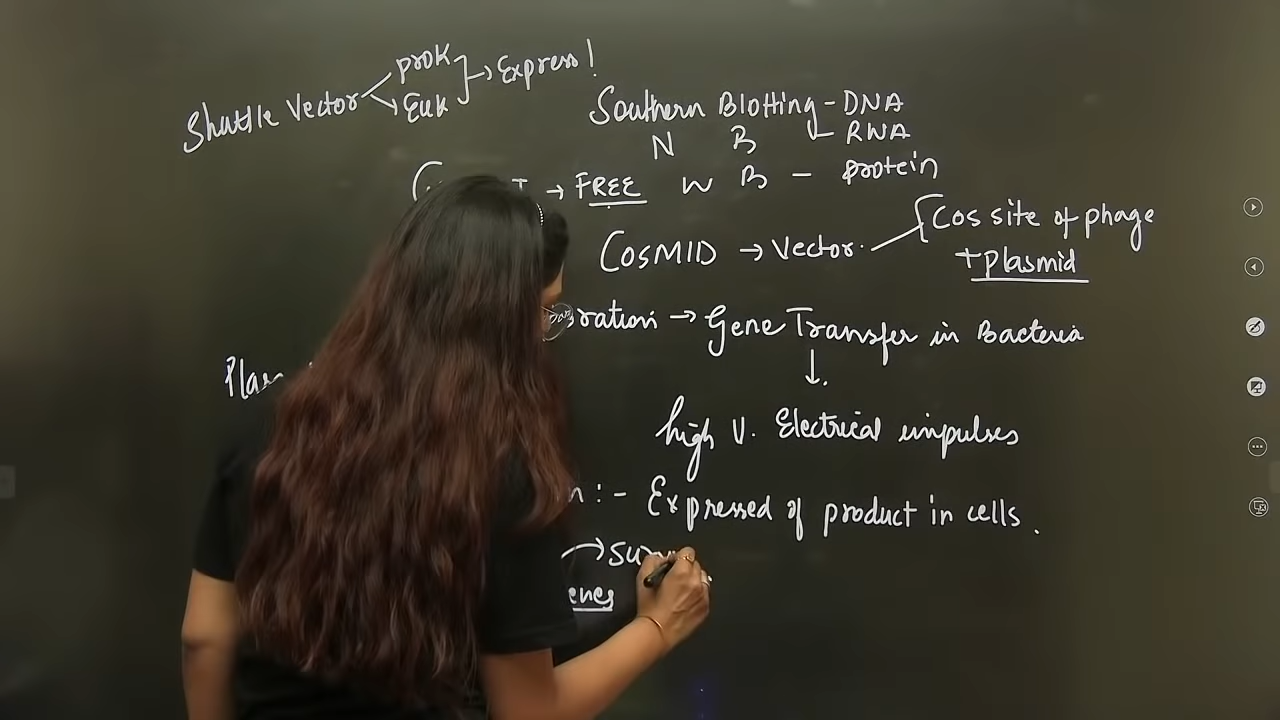 Shuttle Vector proK Euk → Express!
Southern Blotting - DNA
N B - RNA
→ FREE W B - protein
COSMID → Vector Cos site of phage
+ plasmid
→ Gene Transfer in Bacteria
↓
high V. Electrical impulses
:- Expressed of product in cells.
→